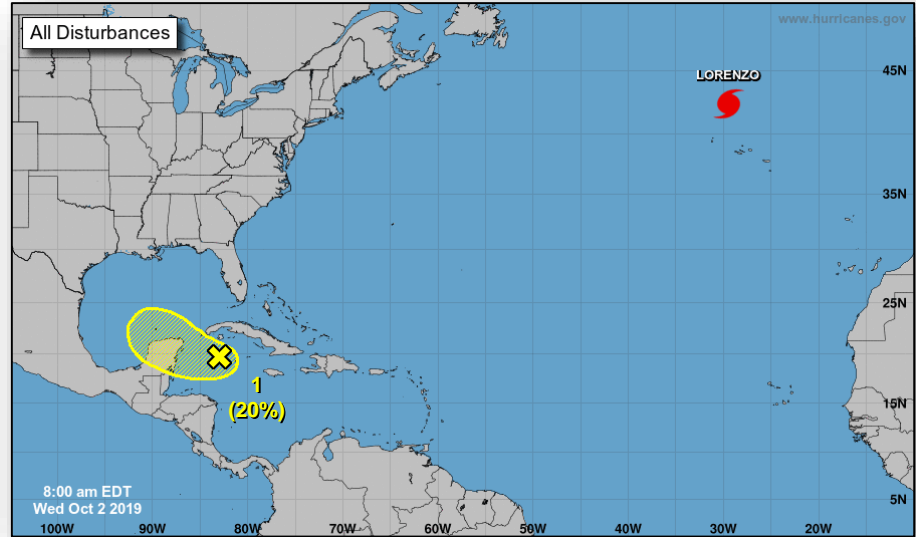 All Disturbances
www.hurricanes.gov
45N
LORENZO
35N
25N
1
(20%)
15N
8:00 am EDT
Wed Oct 2 2019
5N
100W 90W 80W 70W 60W 50W 40W 30W 20W